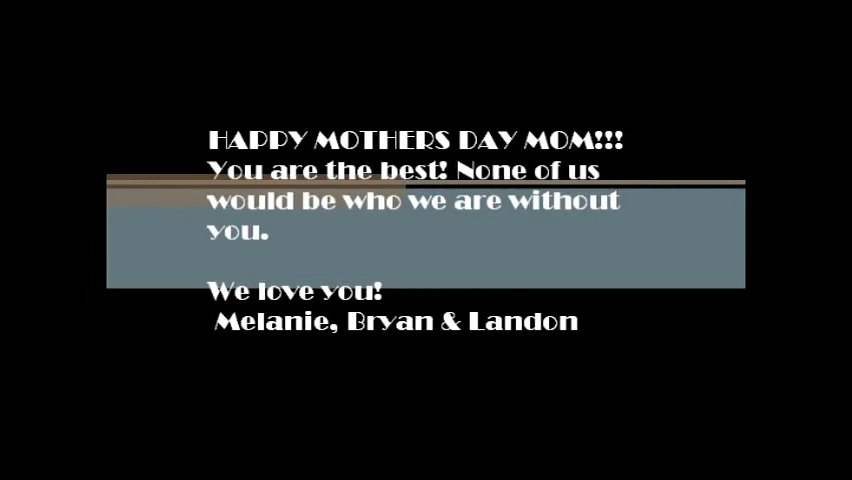 HAPPY MOTHERS DAY MOM!!!
You are the best! None of us
would be who we are without
you.
We love you!
Melanie, Bryan & Landon